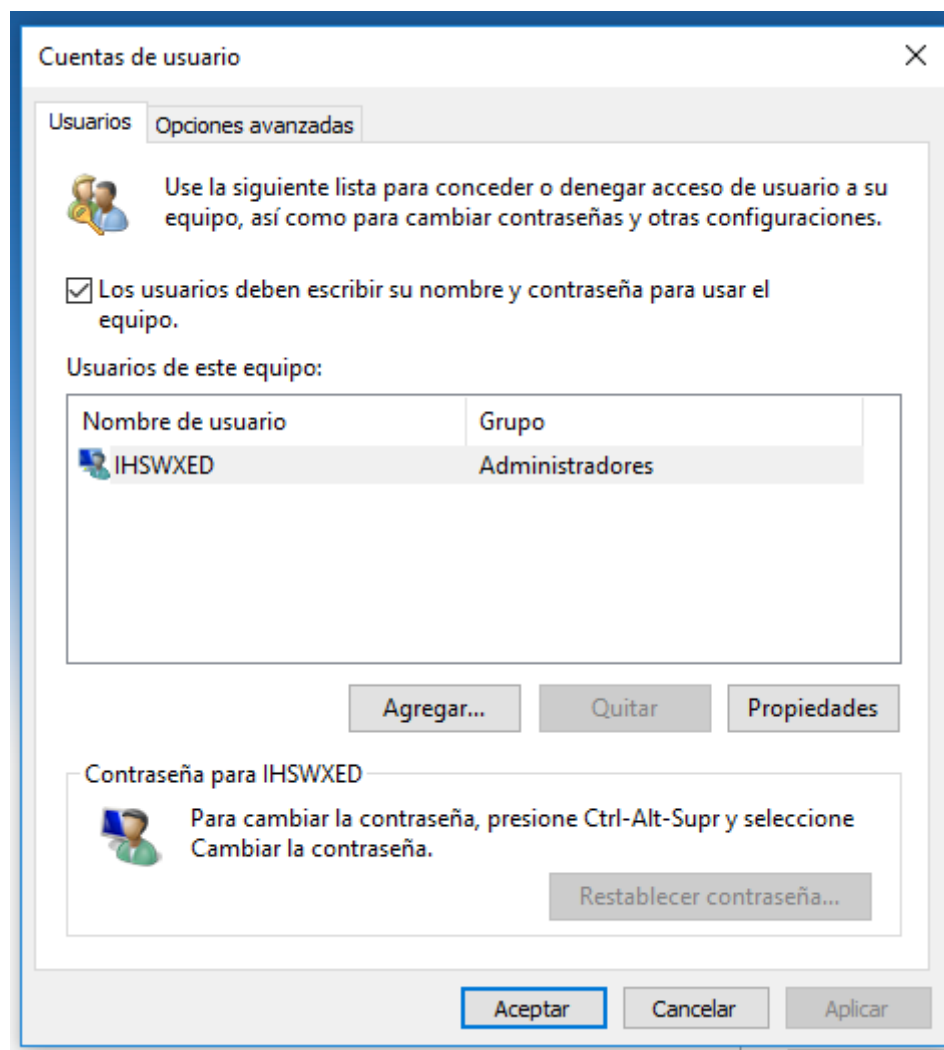 Cuentas de usuario
Usuarios
Opciones avanzadas
Use la siguiente lista para conceder o denegar acceso de usuario a su
equipo, así como para cambiar contraseñas y otras configuraciones.
Los usuarios deben escribir su nombre y contraseña para usar el
equipo.
Usuarios de este equipo:
Nombre de usuario Grupo
IHSWXED Administradores
Agregar... Quitar Propiedades
Contraseña para IHSWXED
Para cambiar la contraseña, presione Ctrl-Alt-Supr y seleccione
Cambiar la contraseña.
Restablecer contraseña...
Aceptar Cancelar Aplicar